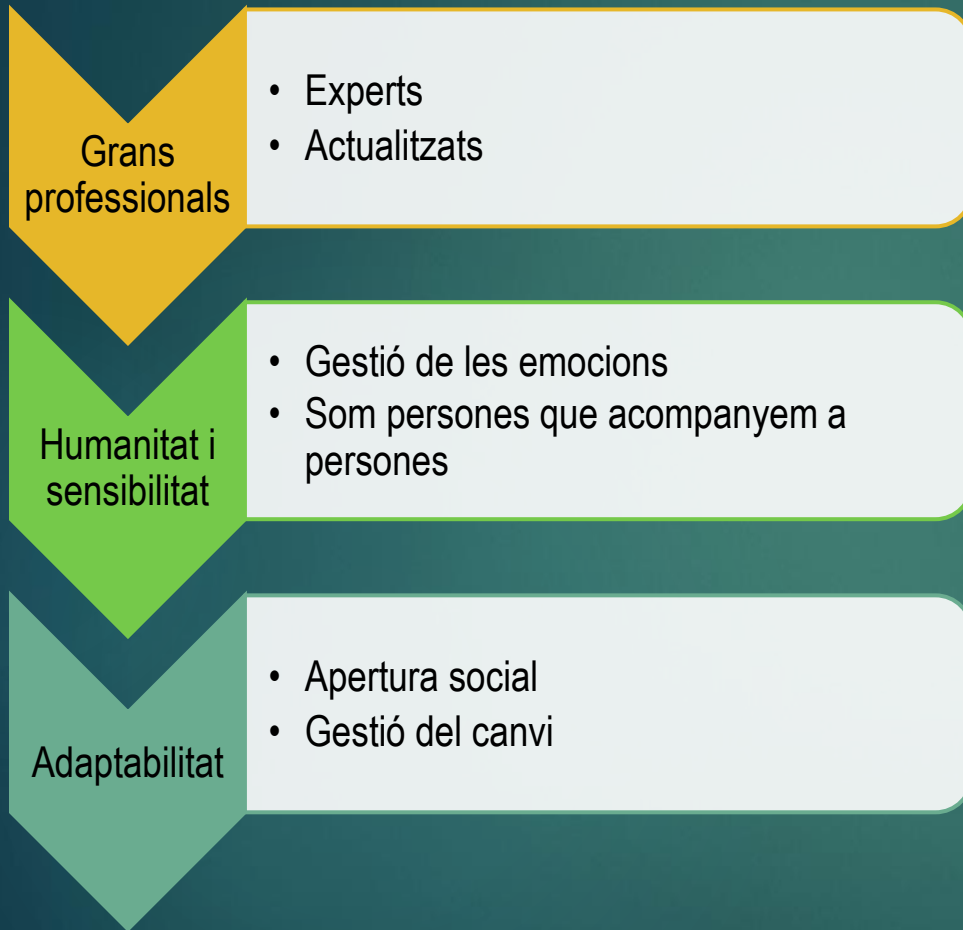 Grans
professionals
• Experts
• Actualitzats
Humanitat i
sensibilitat
• Gestió de les emocions
• Som persones que acompanyem a
persones
Adaptabilitat
• Apertura social
• Gestió del canvi